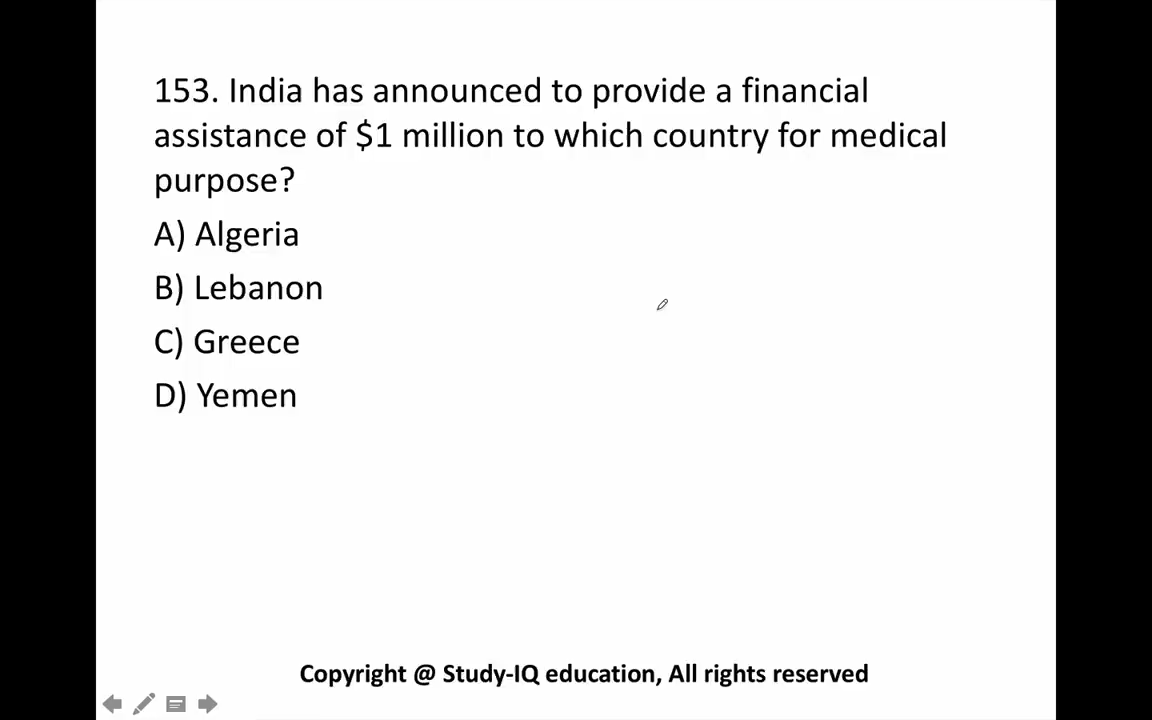 153. India has announced to provide a financial
assistance of $1 million to which country for medical
purpose?
A) Algeria
B) Lebanon
C) Greece
D) Yemen
Copyright @ Study-IQ education, All rights reserved